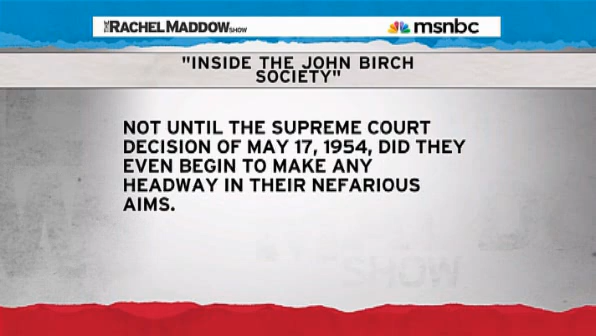 THE RACHEL MADDOW SHOW msnbc
"INSIDE THE JOHN BIRCH
SOCIETY"
NOT UNTIL THE SUPREME COURT
DECISION OF MAY 17, 1954, DID THEY
EVEN BEGIN TO MAKE ANY
HEADWAY IN THEIR NEFARIOUS
AIMS.
SHOW